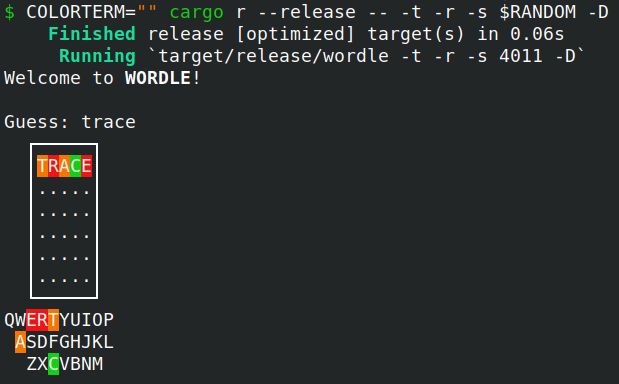 $ COLORTERM="" cargo r --release -- -t -r -s $RANDOM -D
Finished release [optimized] target(s) in 0.06s
Running `target/release/wordle -t -r -s 4011 -D`
Welcome to WORDLE!
Guess: trace
TRACE
.....
.....
.....
.....
.....
QWERTYUIOP
ASDFGHJKL
ZXCVBNM